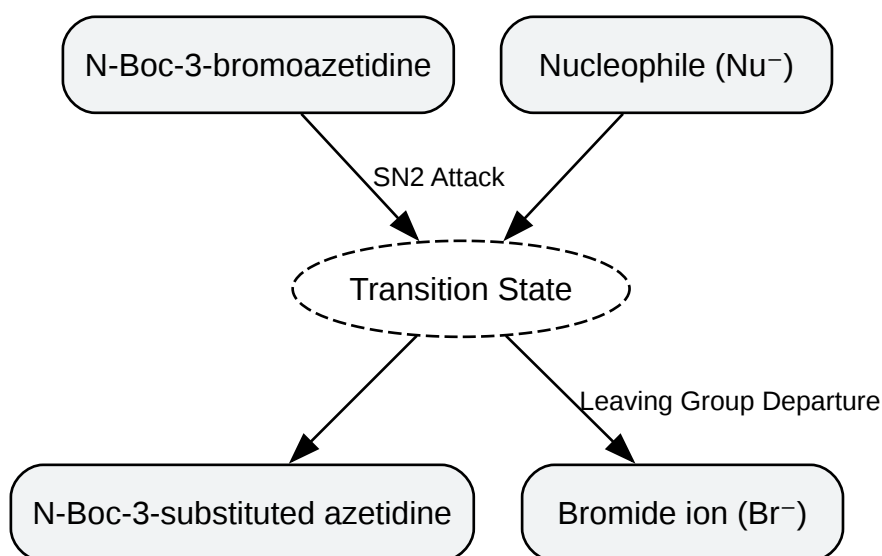 N-Boc-3-bromoazetidine
Nucleophile (Nu⁻)
SN2 Attack
Transition State
Leaving Group Departure
N-Boc-3-substituted azetidine
Bromide ion (Br⁻)